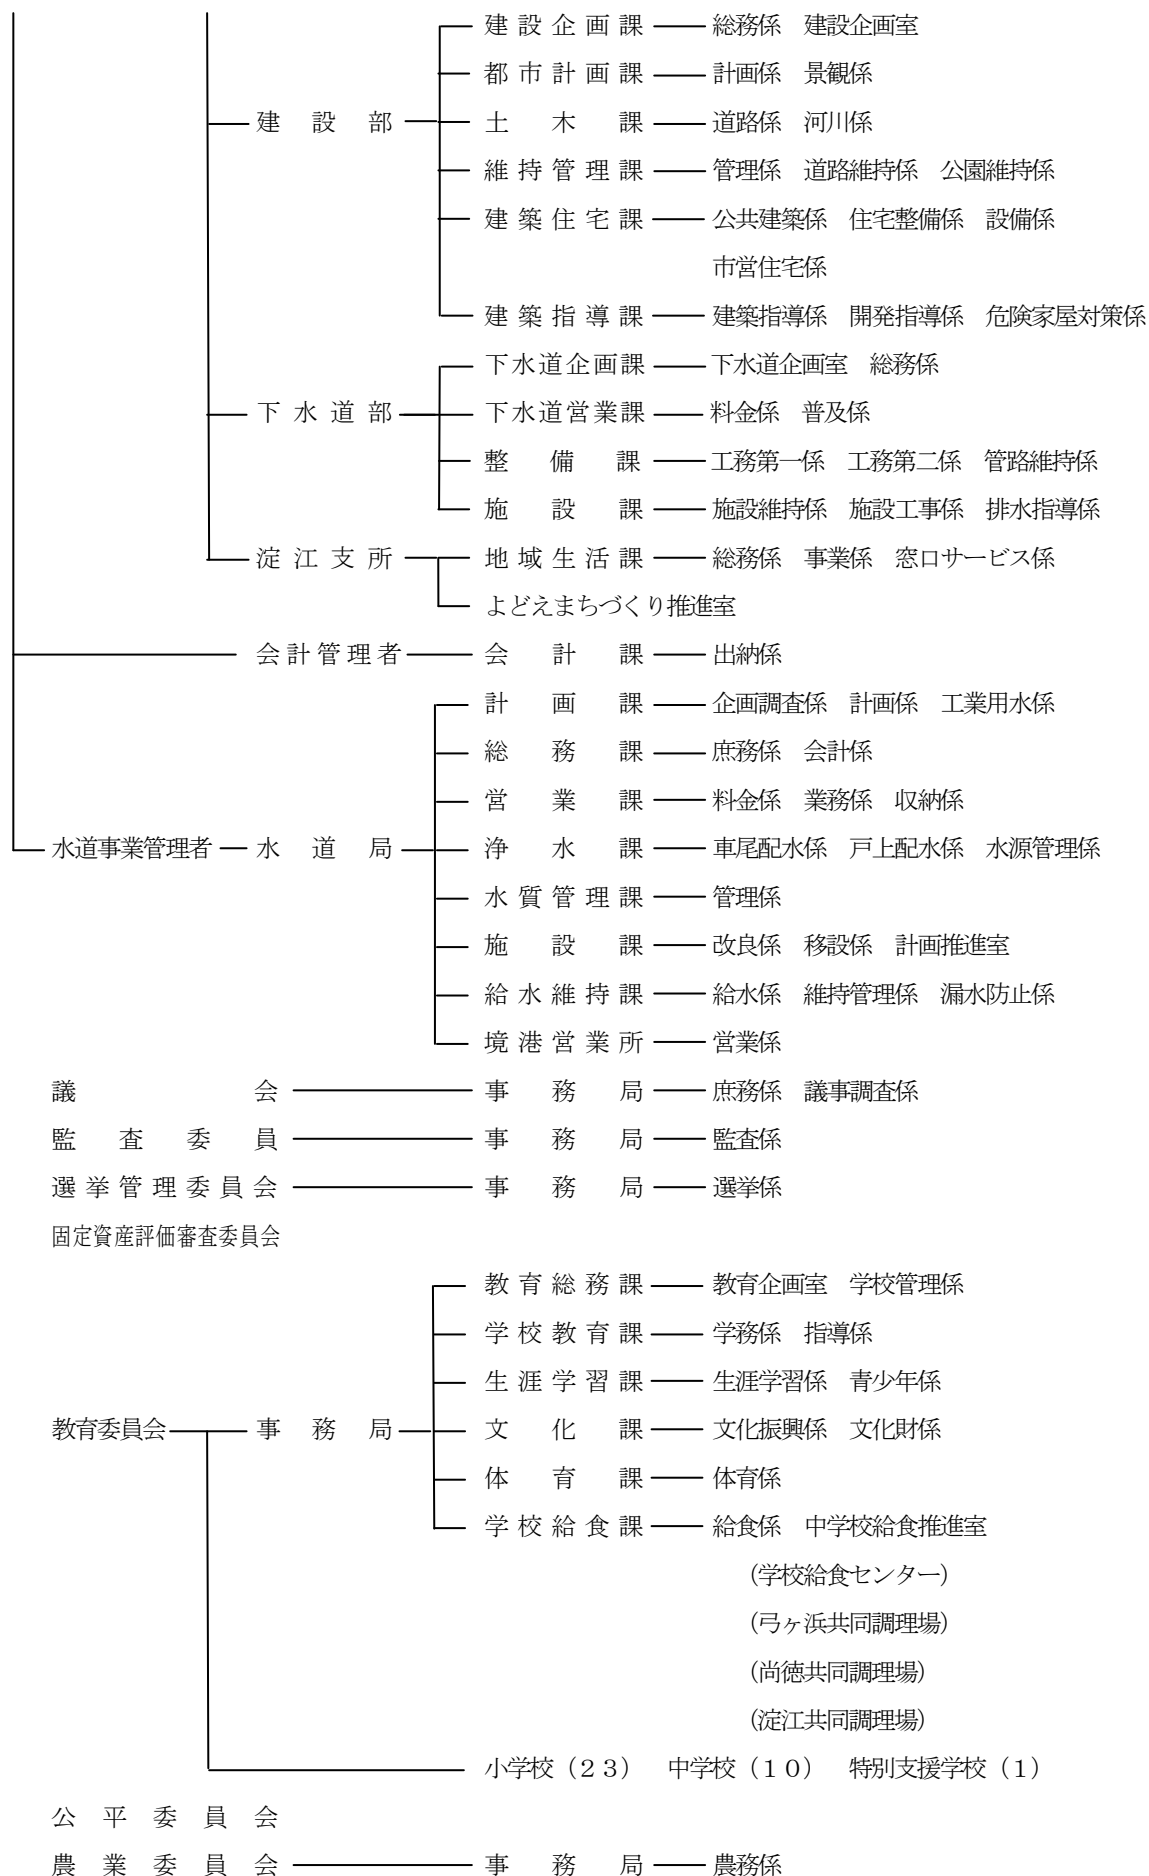 建設企画課 総務係 建設企画室
都市計画課 計画係 景観係
建設部 土木課 道路係 河川係
維持管理課 管理係 道路維持係 公園維持係
建築住宅課 公共建築係 住宅整備係 設備係
市営住宅係
建築指導課 建築指導係 開発指導係 危険家屋対策係
下水道企画課 下水道企画室 総務係
下水道部 下水道営業課 料金係 普及係
整備課 工務第一係 工務第二係 管路維持係
施設課 施設維持係 施設工事係 排水指導係
淀江支所 地域生活課 総務係 事業係 窓口サービス係
よどえまちづくり推進室
会計管理者 会計課 出納係
計画課 企画調査係 計画係 工業用水係
総務課 庶務係 会計係
営業課 料金係 業務係 収納係
水道事業管理者 水道局 浄水課 車尾配水係 戸上配水係 水源管理係
水質管理課 管理係
施設課 改良係 移設係 計画推進室
給水維持課 給水係 維持管理係 漏水防止係
境港営業所 営業係
議会 事務局 庶務係 議事調査係
監査委員 事務局 監査係
選挙管理委員会 事務局 選挙係
固定資産評価審査委員会
教育総務課 教育企画室 学校管理係
学校教育課 学務係 指導係
生涯学習課 生涯学習係 青少年係
教育委員会 事務局 文化課 文化振興係 文化財係
体育課 体育係
学校給食課 給食係 中学校給食推進室
(学校給食センター)
(弓ヶ浜共同調理場)
(尚徳共同調理場)
(淀江共同調理場)
小学校（２３） 中学校（１０） 特別支援学校（１）
公平委員会
農業委員会 事務局 農務係